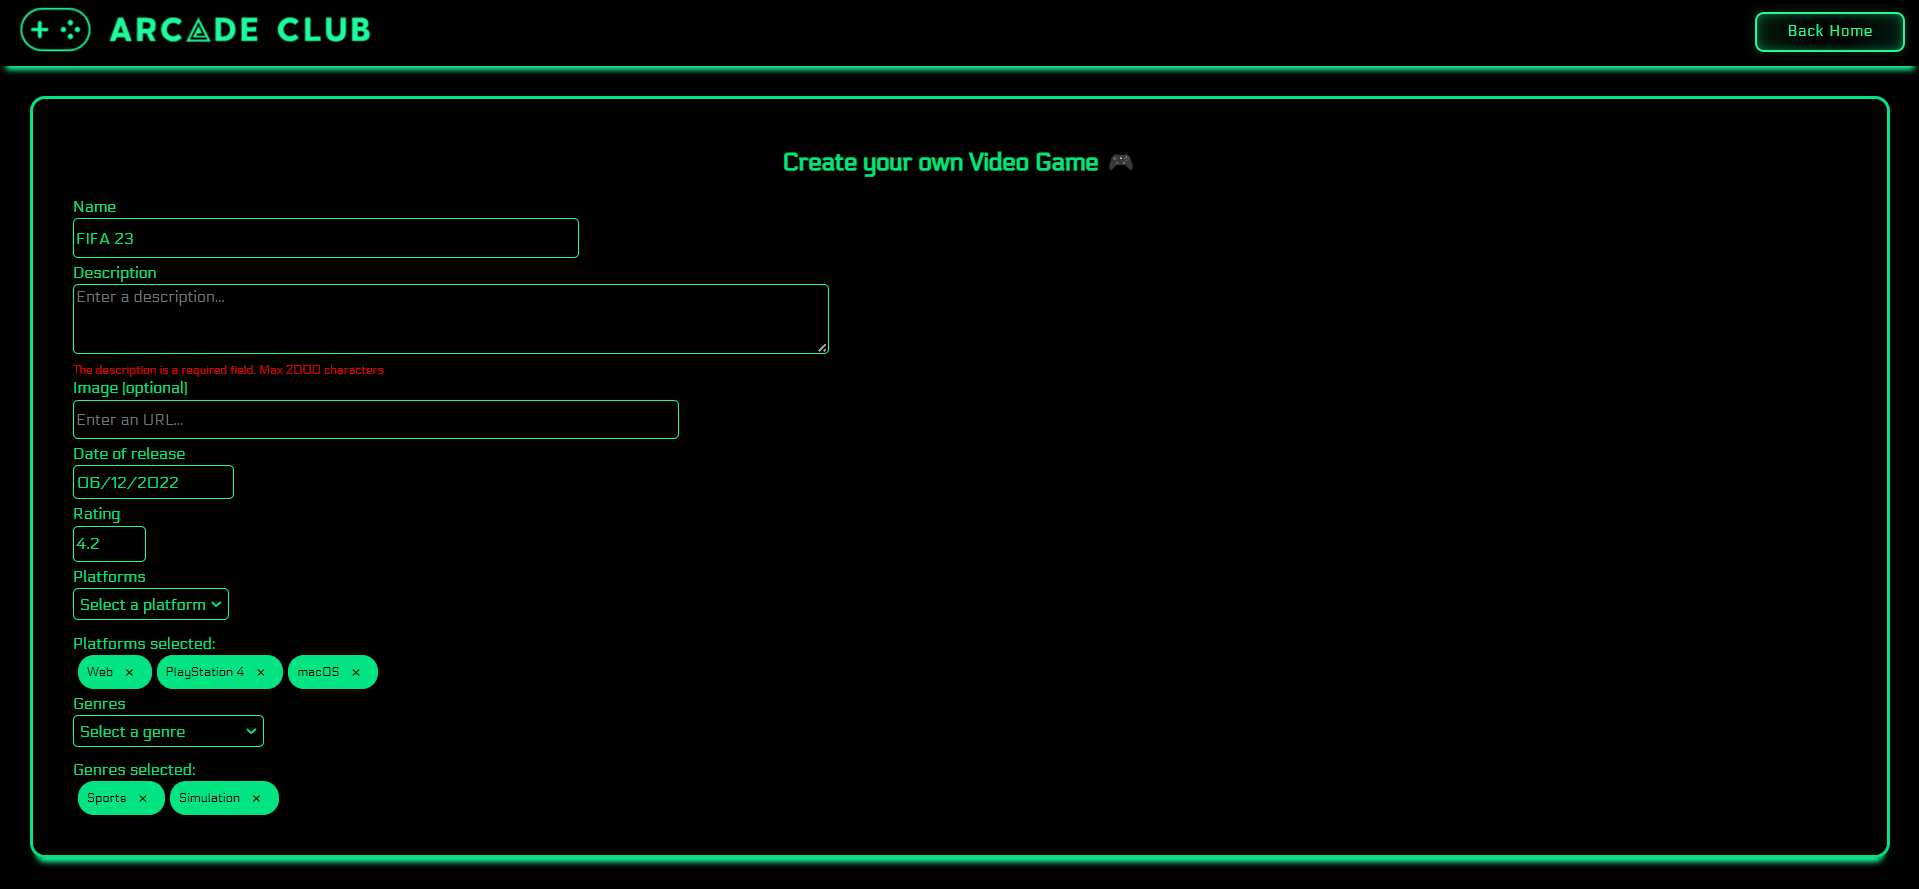 ARCADE CLUB
Back Home
Create your own Video Game 🎮
Name
FIFA 23
Description
Enter a description...
The description is a required field. Max 2000 characters
Image (optional)
Enter an URL...
Date of release
06/12/2022
Rating
4.2
Platforms
Select a platform
Platforms selected:
Web × PlayStation 4 × macOS ×
Genres
Select a genre
Genres selected:
Sports × Simulation ×